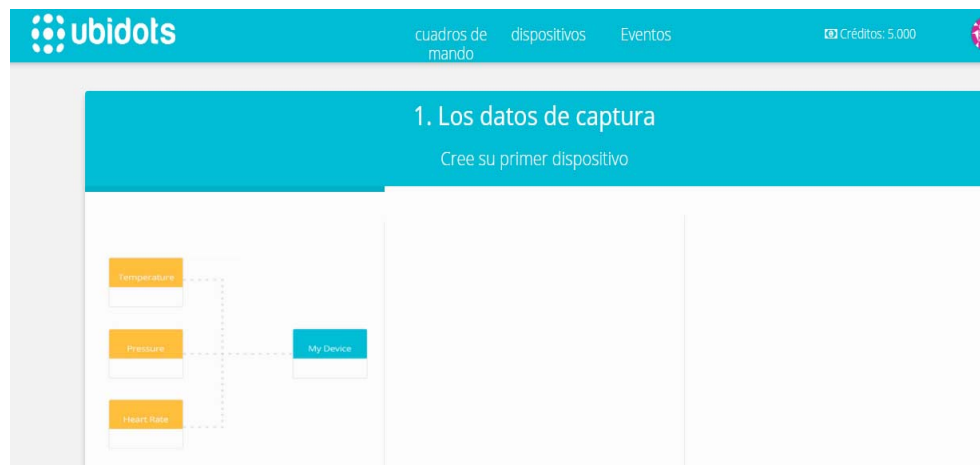 ubidots
cuadros de mando
dispositivos
Eventos
Créditos: 5.000
1. Los datos de captura
Cree su primer dispositivo
Temperature
Pressure
My Device
Heart Rate